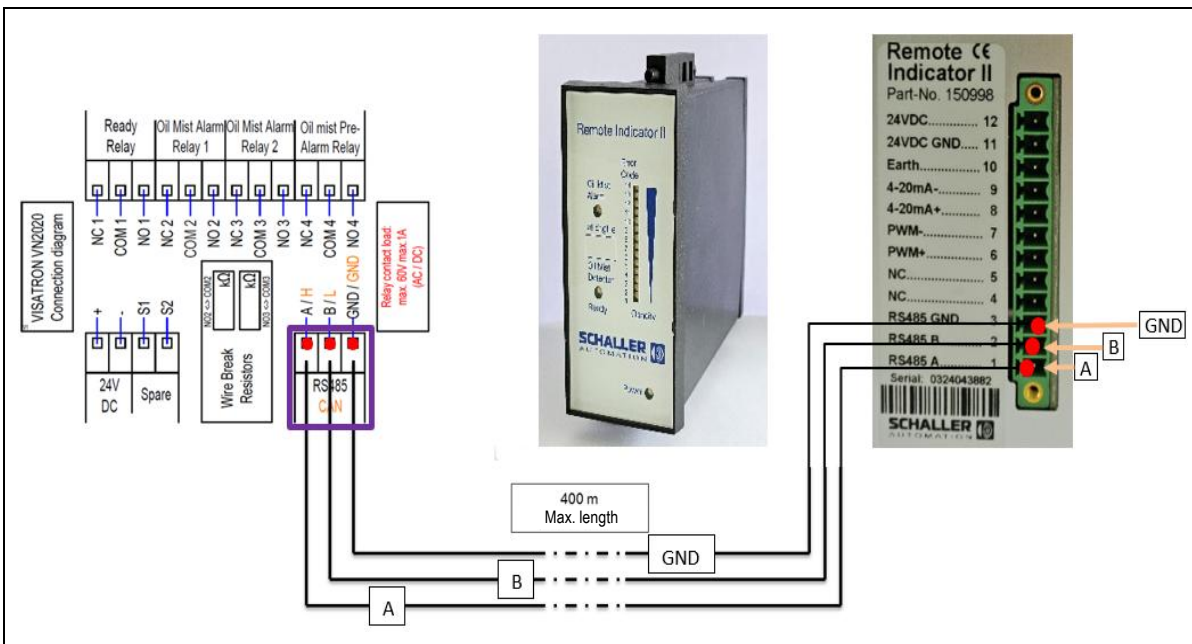 Ready Relay
Oil Mist Alarm Relay 1
Oil Mist Alarm Relay 2
Oil mist Pre-Alarm Relay
NC 1
COM 1
NO 1
NC 2
COM 2
NO 2
NC 3
COM 3
NO 3
NC 4
COM 4
NO 4
VISATRON VN2020
Connection diagram
Relay contact load:
max. 60V max.1A
(AC / DC)
+
-
S1
S2
24V
DC
Spare
NO2 <> COM2
kΩ
NO3 <> COM3
kΩ
Wire Break
Resistors
A / H
B / L
GND / GND
RS485
CAN
Remote Indicator II
Error
Code
Oil Mist
Alarm
Oil Mist
Detector
Ready
Opacity
SCHALLER
AUTOMATION
Power
Remote CE
Indicator II
Part-No. 150998
24VDC............. 12
24VDC GND..... 11
Earth................ 10
4-20mA-............ 9
4-20mA+........... 8
PWM-................ 7
PWM+............... 6
NC..................... 5
NC..................... 4
RS485 GND 3
RS485 B 2
RS485 A 1
Serial: 0324043882
SCHALLER
AUTOMATION
GND
B
A
400 m
Max. length
GND
B
A